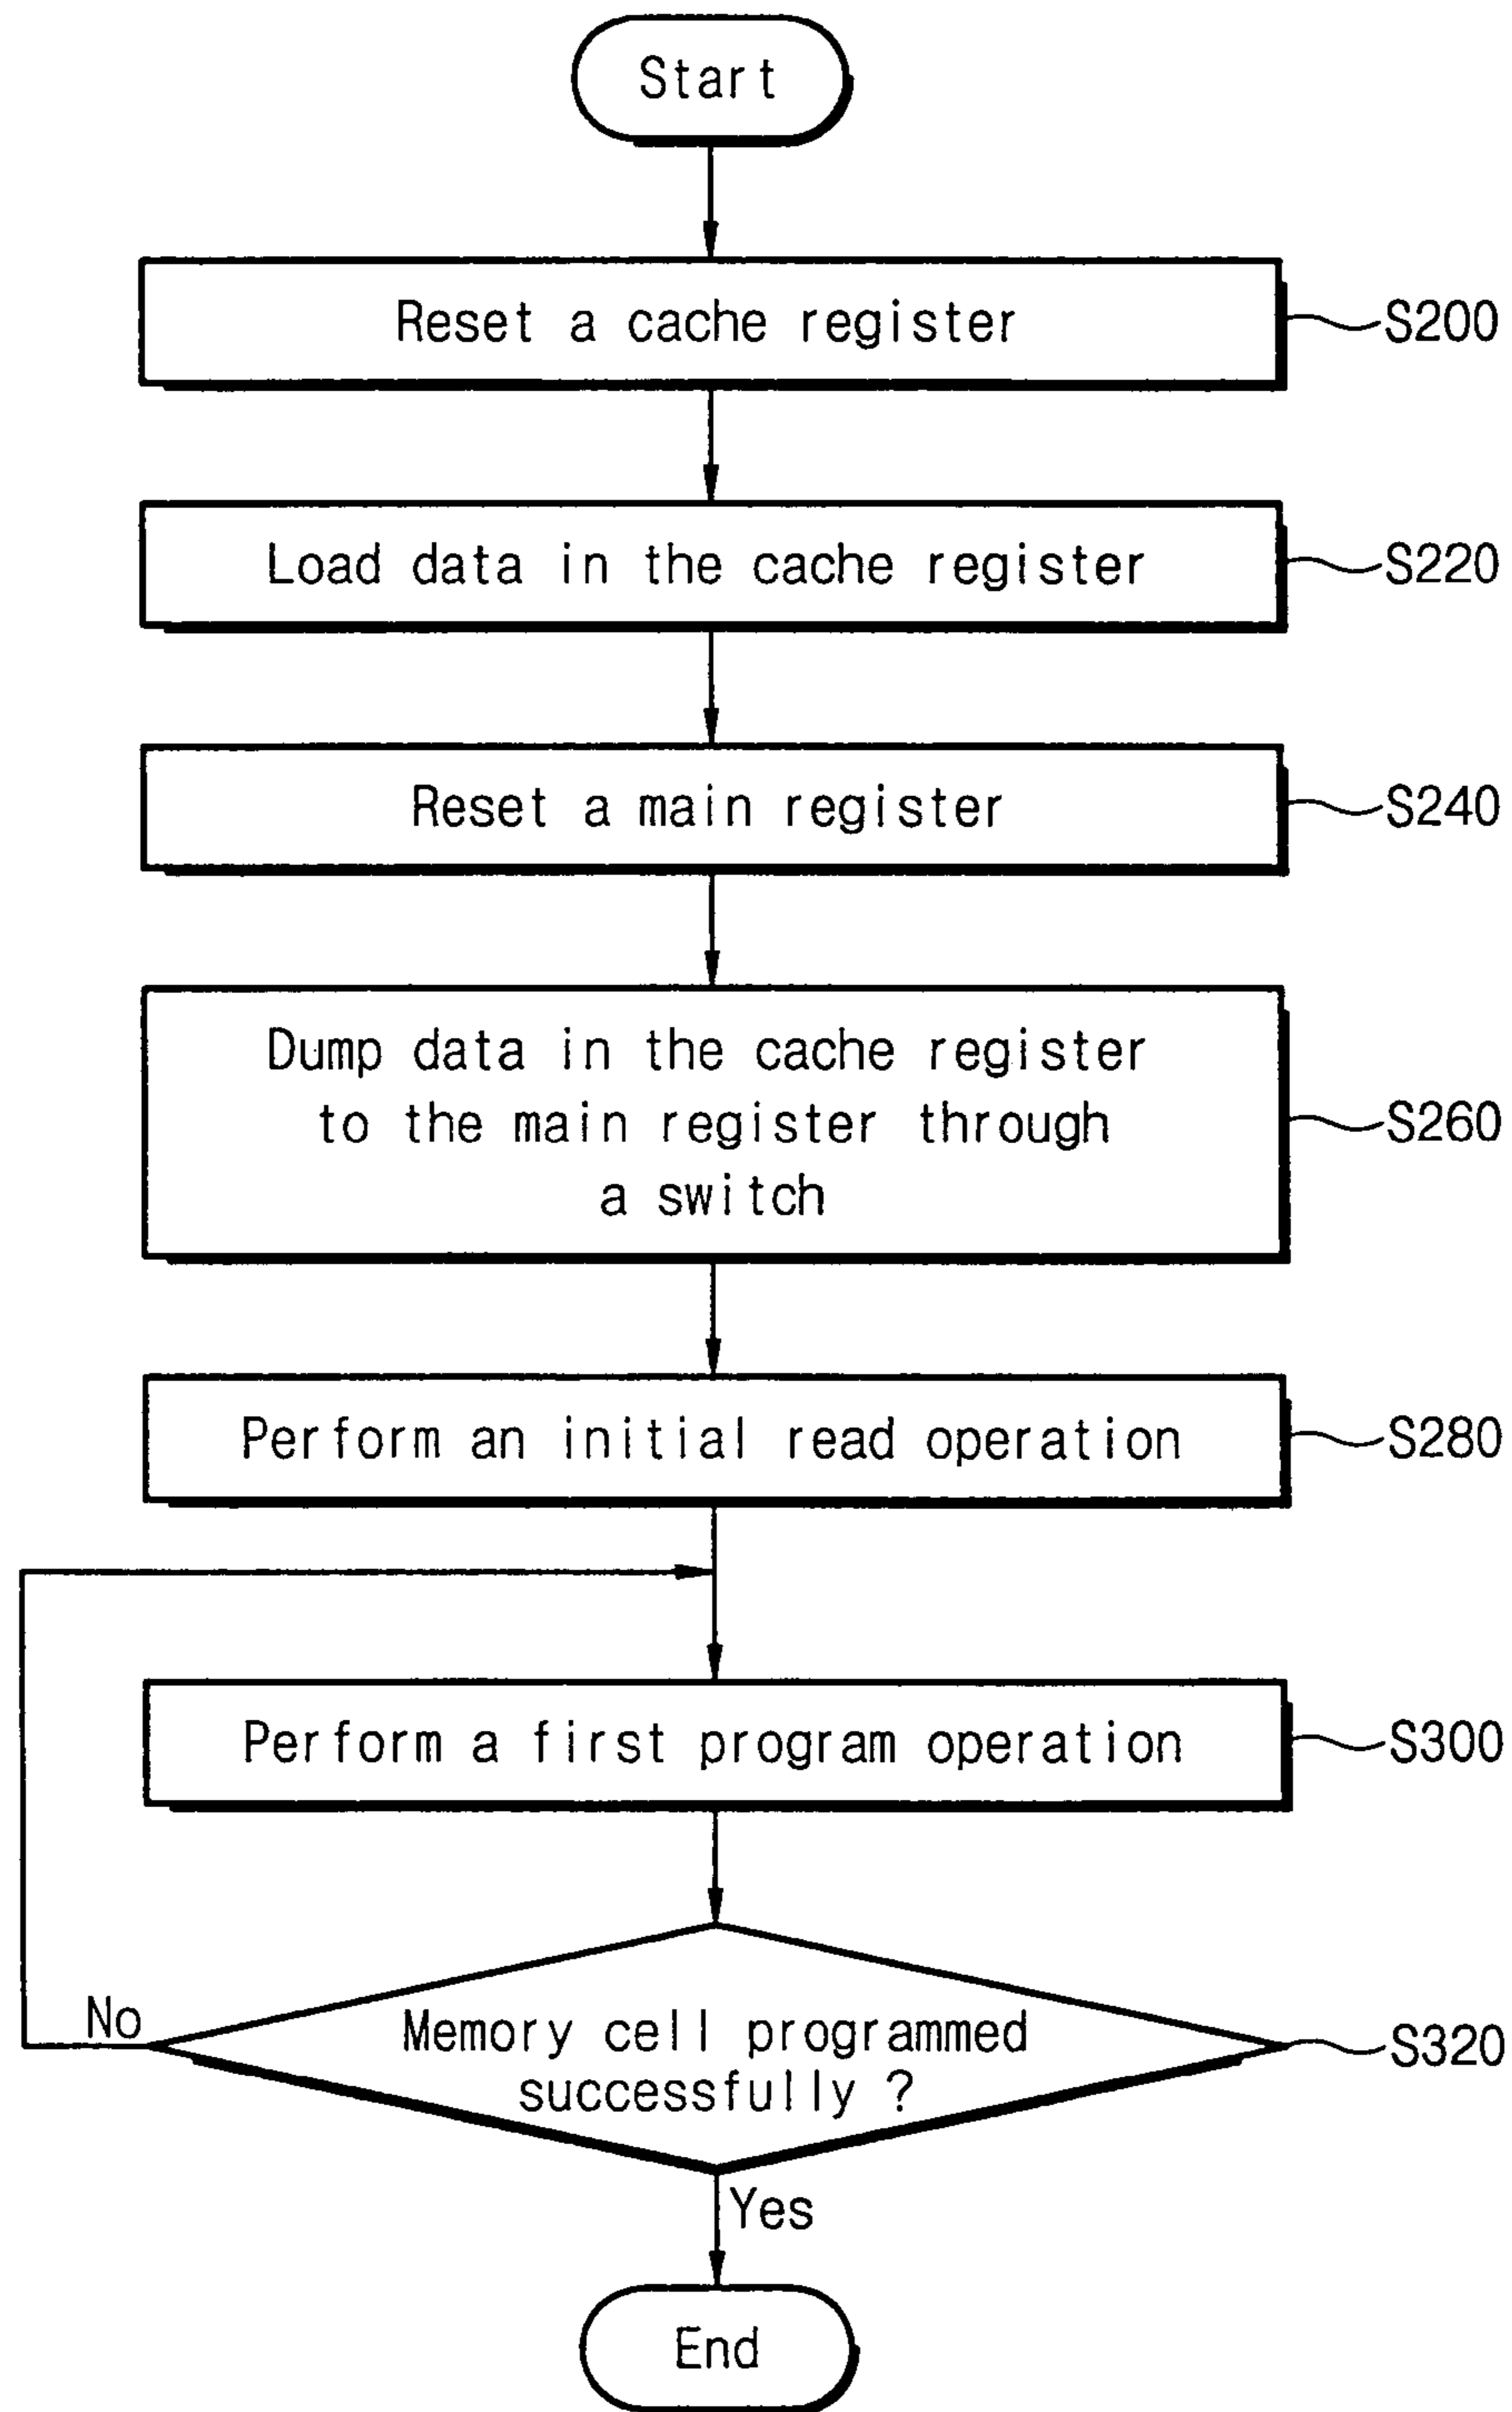 Start
Reset a cache register
S200
Load data in the cache register
S220
Reset a main register
S240
Dump data in the cache register
to the main register through
a switch
S260
Perform an initial read operation
S280
Perform a first program operation
S300
No
Memory cell programmed
successfully ?
S320
Yes
End